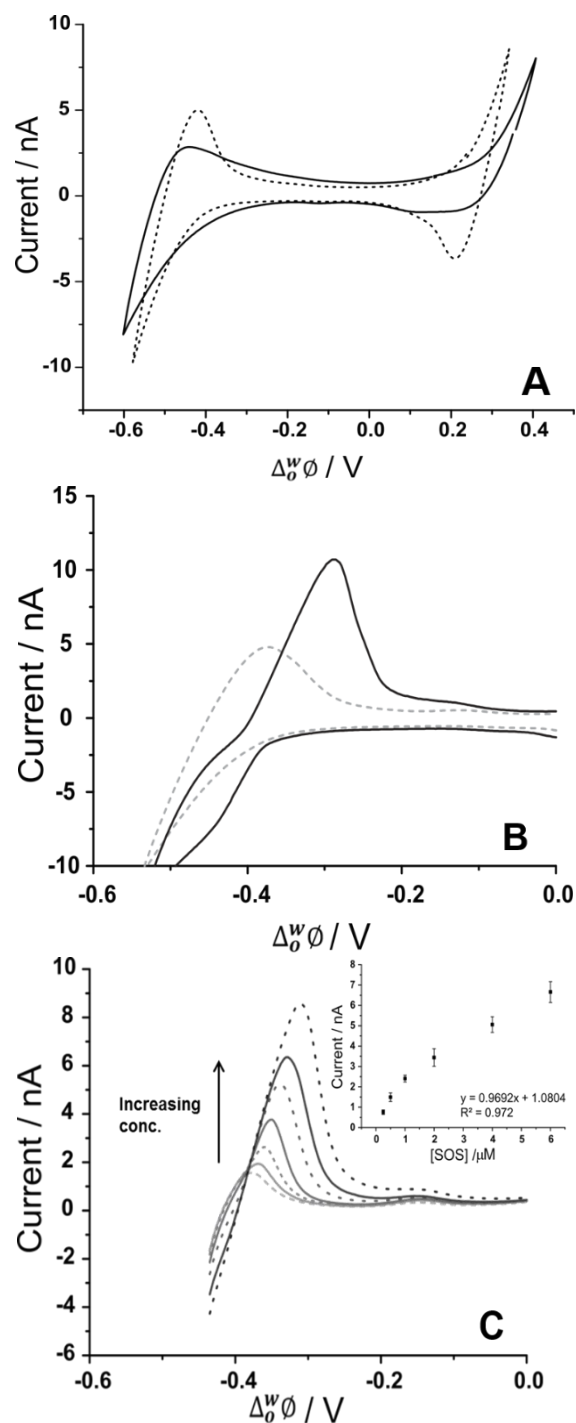 10
5
0
-5
-10
Current / nA
A
-0.6 -0.4 -0.2 0.0 0.2 0.4
Δ^w_o ∅ / V
15
10
5
0
-5
-10
Current / nA
B
-0.6 -0.4 -0.2 0.0
Δ^w_o ∅ / V
10
8
6
4
2
0
-2
-4
-6
Current / nA
Increasing
conc.
8
7
6
5
4
3
2
1
0
Current / nA
y = 0.9692x + 1.0804
R² = 0.972
0 1 2 3 4 5 6
[SOS] /μM
C
-0.6 -0.4 -0.2 0.0
Δ^w_o ∅ / V